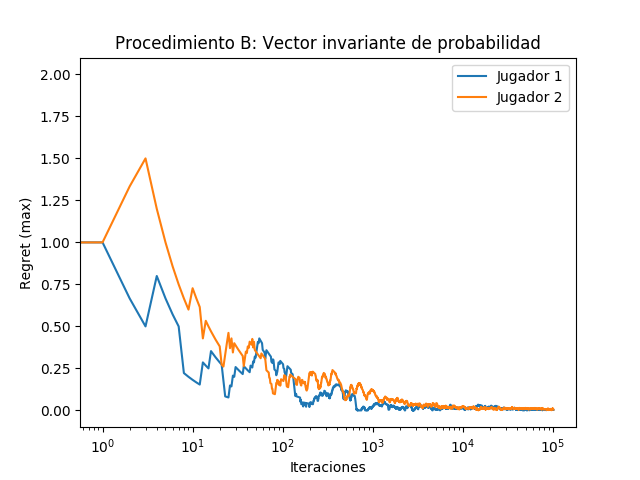 Procedimiento B: Vector invariante de probabilidad
Jugador 1
Jugador 2
2.00
1.75
1.50
1.25
1.00
0.75
0.50
0.25
0.00
Regret (max)
10^0 10^1 10^2 10^3 10^4 10^5
Iteraciones